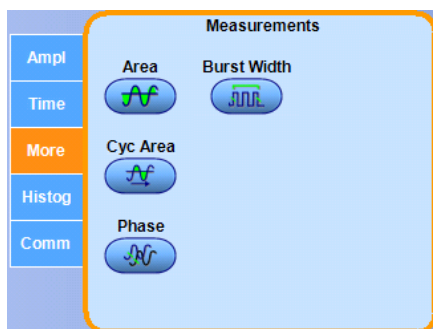 Measurements
Ampl
Time
More
Histog
Comm
Area
Burst Width
Cyc Area
Phase